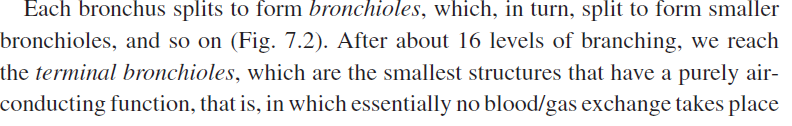 Each bronchus splits to form bronchioles, which, in turn, split to form smaller
bronchioles, and so on (Fig. 7.2). After about 16 levels of branching, we reach
the terminal bronchioles, which are the smallest structures that have a purely air-
conducting function, that is, in which essentially no blood/gas exchange takes place